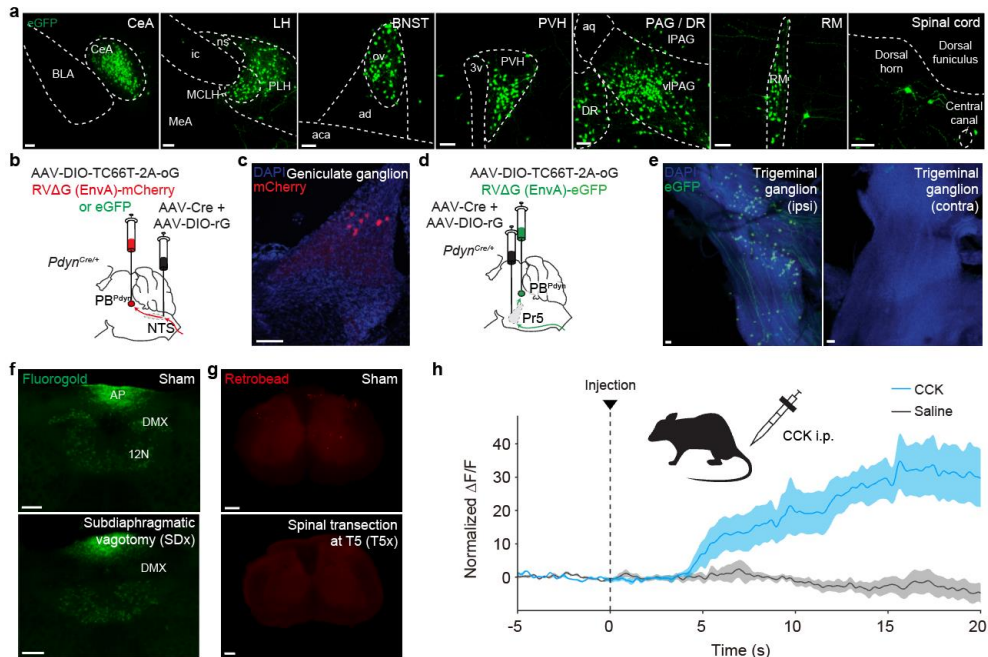 a
eGFP
CeA
CeA
BLA
LH
ns
ic
MCLH
PLH
MeA
BNST
ov
ad
aca
PVH
3v
PVH
PAG / DR
aq
lPAG
vlPAG
DR
RM
RM
Spinal cord
Dorsal
horn
Dorsal
funiculus
Central
canal
b
AAV-DIO-TC66T-2A-oG
RVΔG (EnvA)-mCherry
or eGFP
AAV-Cre +
AAV-DIO-rG
Pdyn^Cre/+
PB^Pdyn
NTS
c
DAPI
mCherry
Geniculate ganglion
d
AAV-DIO-TC66T-2A-oG
RVΔG (EnvA)-eGFP
AAV-Cre +
AAV-DIO-rG
Pdyn^Cre/+
PB^Pdyn
Pr5
e
DAPI
eGFP
Trigeminal
ganglion
(ipsi)
Trigeminal
ganglion
(contra)
f
Fluorogold
Sham
AP
DMX
12N
Subdiaphragmatic
vagotomy (SDx)
DMX
g
Retrobead
Sham
Spinal transection
at T5 (T5x)
h
Injection
CCK
Saline
CCK i.p.
Normalized ΔF/F
40
30
20
10
0
-5
0
5
10
15
20
Time (s)